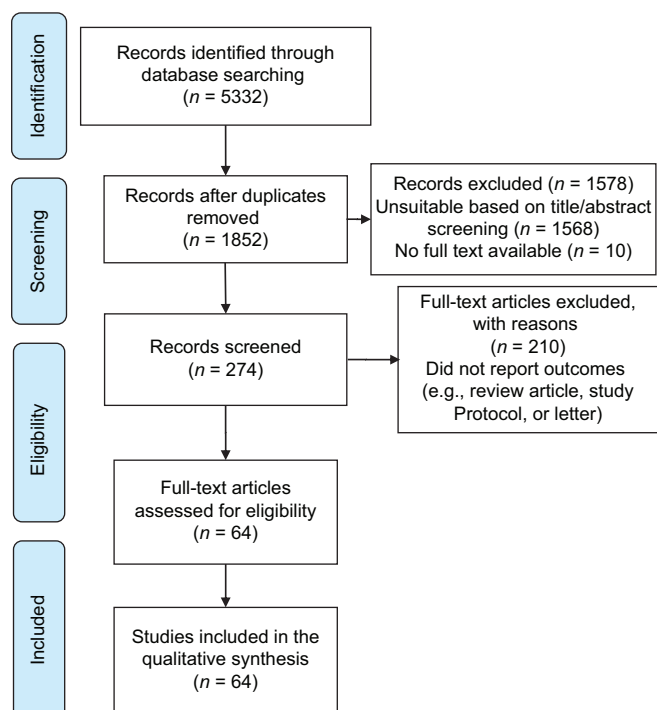 Identification
Records identified through
database searching
(n = 5332)
Screening
Records after duplicates
removed
(n = 1852)
Records excluded (n = 1578)
Unsuitable based on title/abstract
screening (n = 1568)
No full text available (n = 10)
Records screened
(n = 274)
Full-text articles excluded,
with reasons
(n = 210)
Did not report outcomes
(e.g., review article, study
Protocol, or letter)
Eligibility
Full-text articles
assessed for eligibility
(n = 64)
Included
Studies included in the
qualitative synthesis
(n = 64)